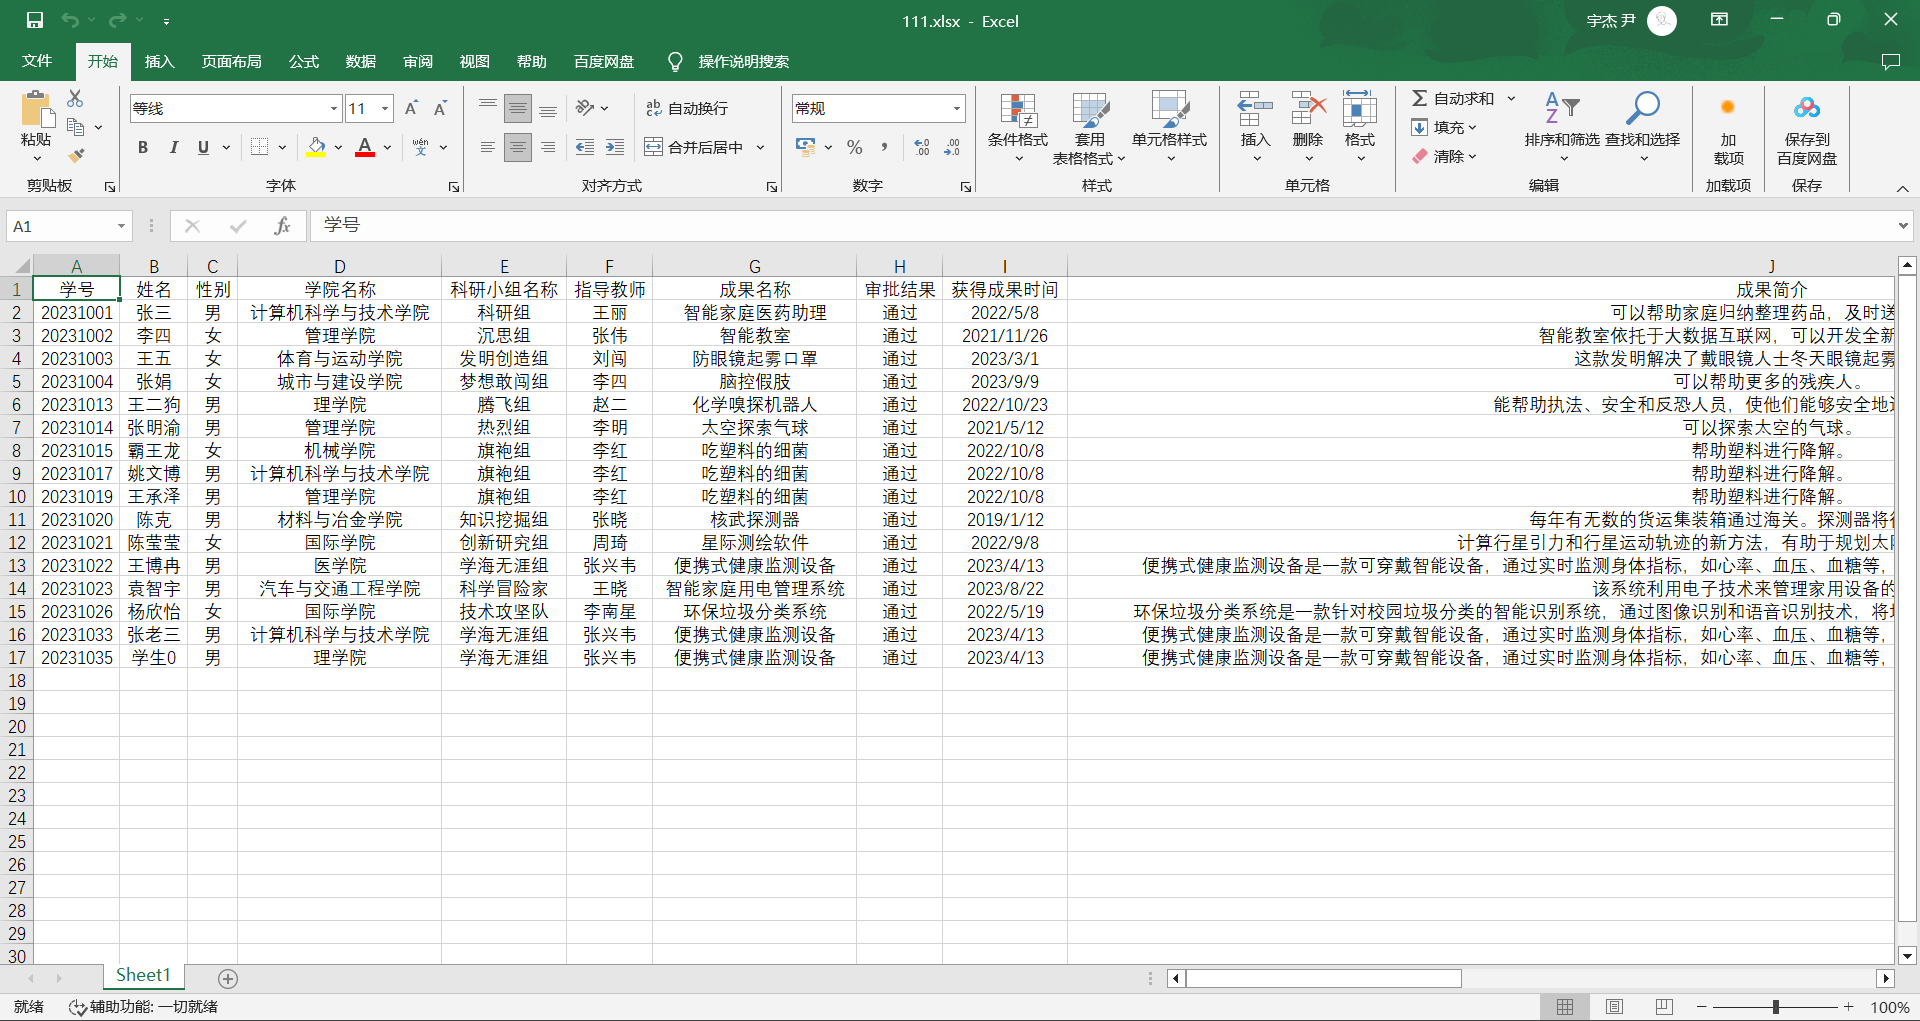 111.xlsx - Excel
宇杰 尹
文件 开始 插入 页面布局 公式 数据 审阅 视图 帮助 百度网盘 操作说明搜索
粘贴
等线 11
自动换行
合并后居中
常规
条件格式 套用表格格式 单元格样式
插入 删除 格式
自动求和
填充
清除
排序和筛选 查找和选择
加载项
保存到百度网盘
剪贴板 字体 对齐方式 数字 样式 单元格 编辑 加载项 保存
A1 学号
A B C D E F G H I J
1 学号 姓名 性别 学院名称 科研小组名称 指导教师 成果名称 审批结果 获得成果时间 成果简介
2 20231001 张三 男 计算机科学与技术学院 科研组 王丽 智能家庭医药助理 通过 2022/5/8 可以帮助家庭归纳整理药品，及时送
3 20231002 李四 女 管理学院 沉思组 张伟 智能教室 通过 2021/11/26 智能教室依托于大数据互联网，可以开发全新
4 20231003 王五 女 体育与运动学院 发明创造组 刘闯 防眼镜起雾口罩 通过 2023/3/1 这款发明解决了戴眼镜人士冬天眼镜起雾
5 20231004 张娟 女 城市与建设学院 梦想敢闯组 李四 脑控假肢 通过 2023/9/9 可以帮助更多的残疾人。
6 20231013 王二狗 男 理学院 腾飞组 赵二 化学嗅探机器人 通过 2022/10/23 能帮助执法、安全和反恐人员，使他们能够安全地
7 20231014 张明渝 男 管理学院 热烈组 李明 太空探索气球 通过 2021/5/12 可以探索太空的气球。
8 20231015 霸王龙 女 机械学院 旗袍组 李红 吃塑料的细菌 通过 2022/10/8 帮助塑料进行降解。
9 20231017 姚文博 男 计算机科学与技术学院 旗袍组 李红 吃塑料的细菌 通过 2022/10/8 帮助塑料进行降解。
10 20231019 王承泽 男 管理学院 旗袍组 李红 吃塑料的细菌 通过 2022/10/8 帮助塑料进行降解。
11 20231020 陈克 男 材料与冶金学院 知识挖掘组 张晓 核武探测器 通过 2019/1/12 每年有无数的货运集装箱通过海关。探测器将
12 20231021 陈莹莹 女 国际学院 创新研究组 周琦 星际测绘软件 通过 2022/9/8 计算行星引力和行星运动轨迹的新方法，有助于规划太
13 20231022 王博冉 男 医学院 学海无涯组 张兴韦 便携式健康监测设备 通过 2023/4/13 便携式健康监测设备是一款可穿戴智能设备，通过实时监测身体指标，如心率、血压、血糖等，
14 20231023 袁智宇 男 汽车与交通工程学院 科学冒险家 王晓 智能家庭用电管理系统 通过 2023/8/22 该系统利用电子技术来管理家用设备的
15 20231026 杨欣怡 女 国际学院 技术攻坚队 李南星 环保垃圾分类系统 通过 2022/5/19 环保垃圾分类系统是一款针对校园垃圾分类的智能识别系统，通过图像识别和语音识别技术，将
16 20231033 张老三 男 计算机科学与技术学院 学海无涯组 张兴韦 便携式健康监测设备 通过 2023/4/13 便携式健康监测设备是一款可穿戴智能设备，通过实时监测身体指标，如心率、血压、血糖等，
17 20231035 学生0 男 理学院 学海无涯组 张兴韦 便携式健康监测设备 通过 2023/4/13 便携式健康监测设备是一款可穿戴智能设备，通过实时监测身体指标，如心率、血压、血糖等，
18
19
20
21
22
23
24
25
26
27
28
29
30
Sheet1
就绪 辅助功能: 一切就绪 100%